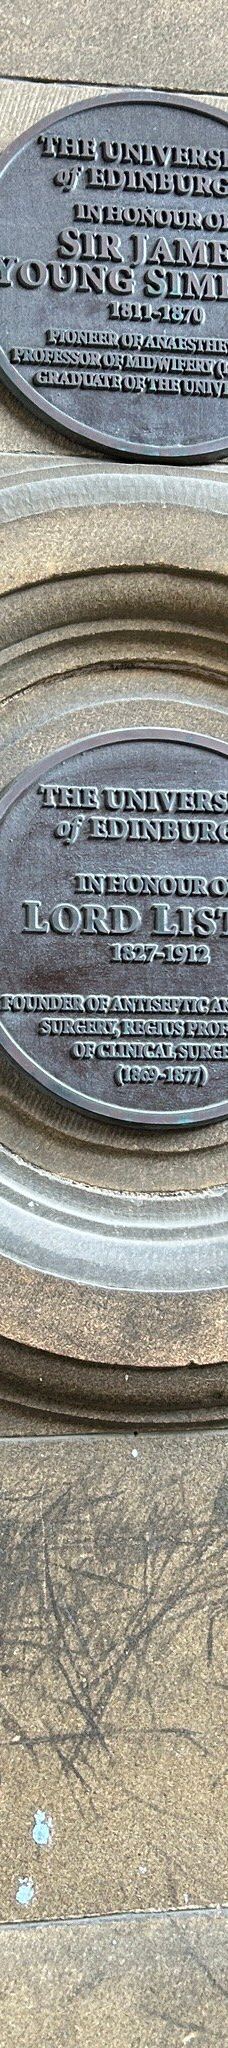 THE UNIVERSI
of EDINBURG
IN HONOUR O
SIR JAME
YOUNG SIM
1811-1870
PIONEER OF ANAESTHE
PROFESSOR OF MIDWIFERY (
GRADUATE OF THE UNIV
THE UNIVERS
of EDINBURG
IN HONOUR O
LORD LIST
1827-1912
FOUNDER OF ANTISEPTIC AN
SURGERY, REGIUS PROF
OF CLINICAL SURGE
(1869-1877)